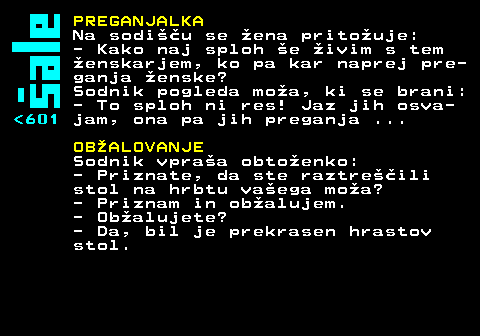 Šale
<601
PREGANJALKA
Na sodišču se žena pritožuje:
- Kako naj sploh še živim s tem
ženskarjem, ko pa kar naprej pre-
ganja ženske?
Sodnik pogleda moža, ki se brani:
- To sploh ni res! Jaz jih osva-
jam, ona pa jih preganja ...
OBŽALOVANJE
Sodnik vpraša obtoženko:
- Priznate, da ste raztreščili
stol na hrbtu vašega moža?
- Priznam in obžalujem.
- Obžalujete?
- Da, bil je prekrasen hrastov
stol.